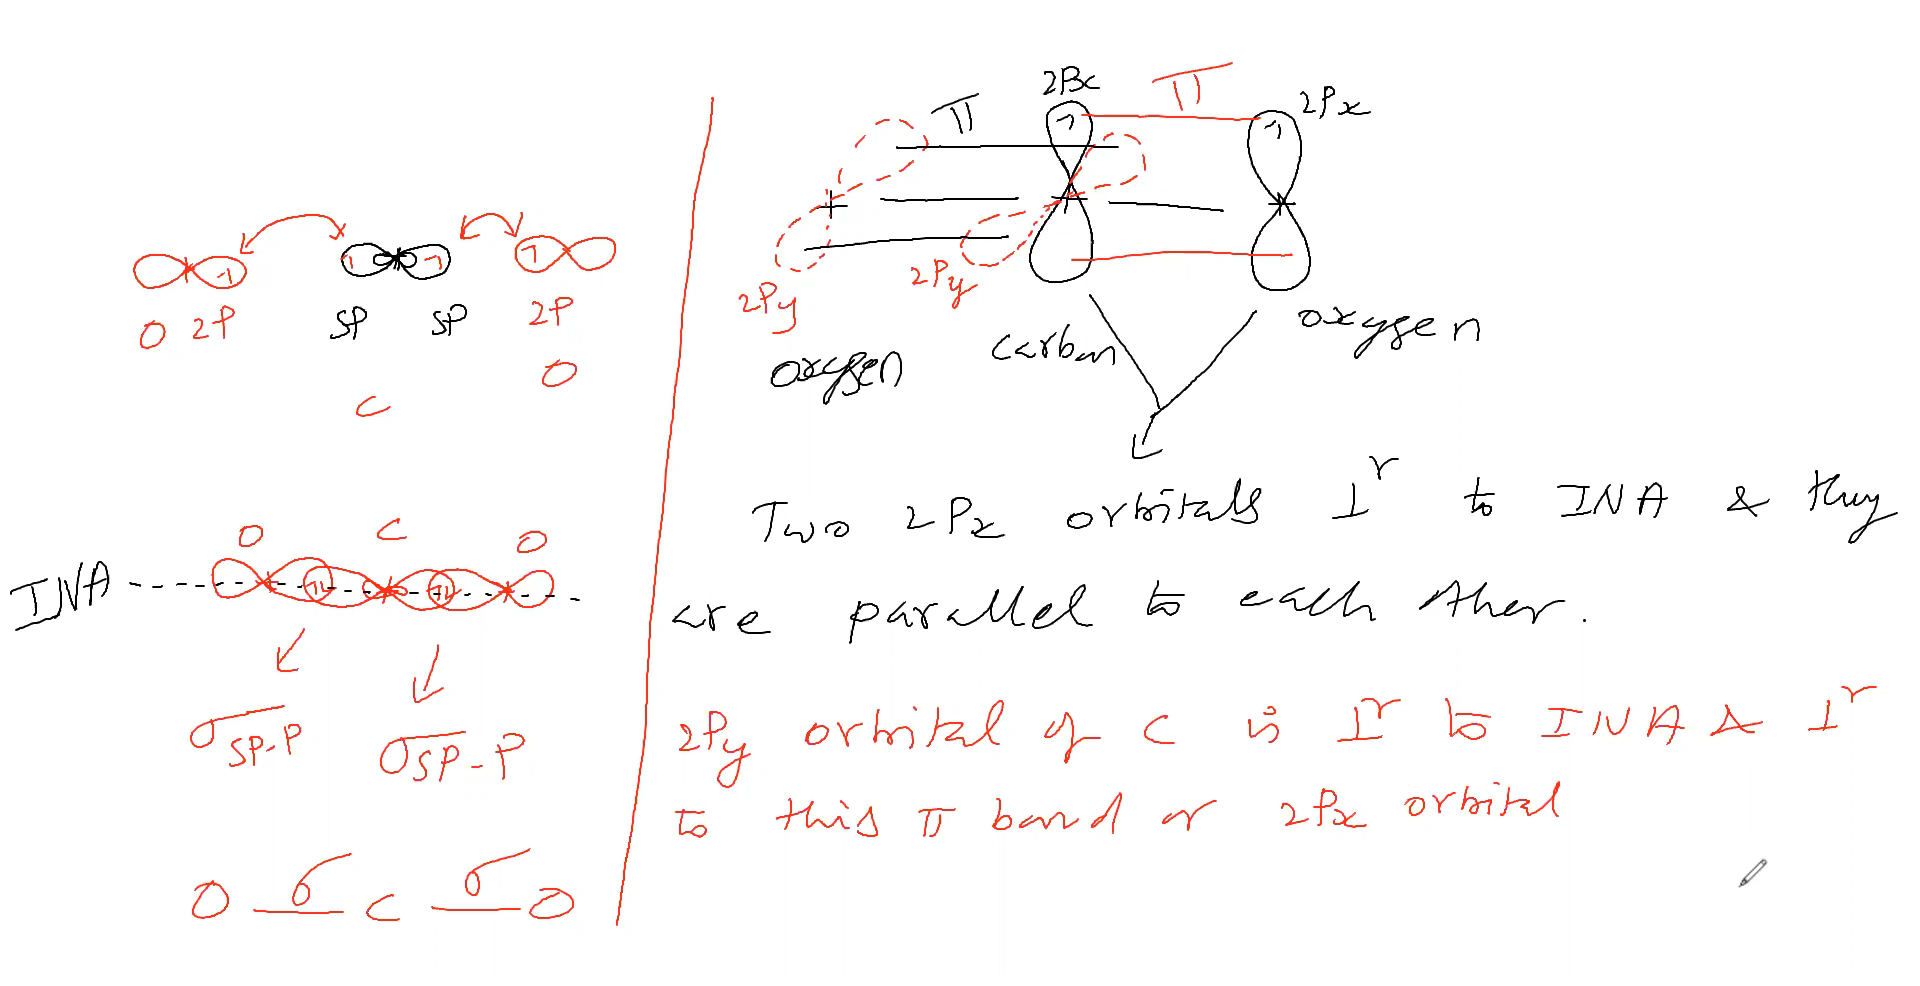 O 2P
SP
SP
2P
O
C
O C O
INA
σSP-P
σSP-P
O σ C σ O
π
2Px
π
2Px
2Py
2Py
oxygen
carbon
oxygen
Two 2Px orbitals ⊥r to INA & they
are parallel to each other.
2Py orbital of C is ⊥r to INA & ⊥r
to this π bond or 2Px orbital